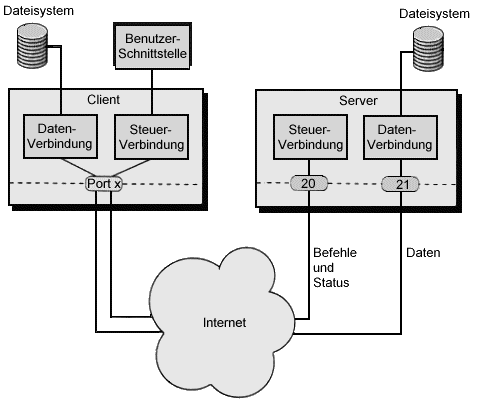 Dateisystem
Dateisystem
Benutzer-
Schnittstelle
Client
Server
Daten-
Verbindung
Steuer-
Verbindung
Steuer-
Verbindung
Daten-
Verbindung
Port x
20
21
Befehle
und
Status
Daten
Internet